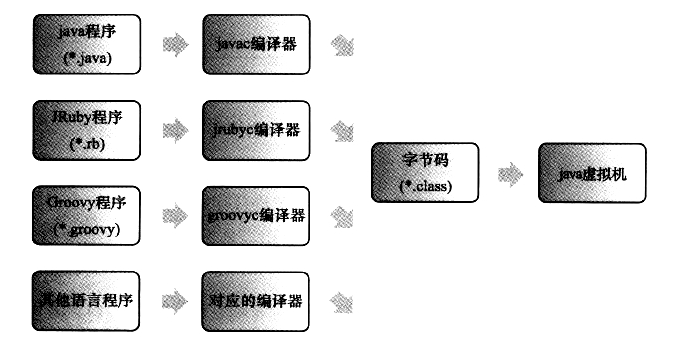 java程序
(*.java)
javac编译器
JRuby程序
(*.rb)
jrubyc编译器
Groovy程序
(*.groovy)
groovyc编译器
其他语言程序
对应的编译器
字节码
(*.class)
java虚拟机